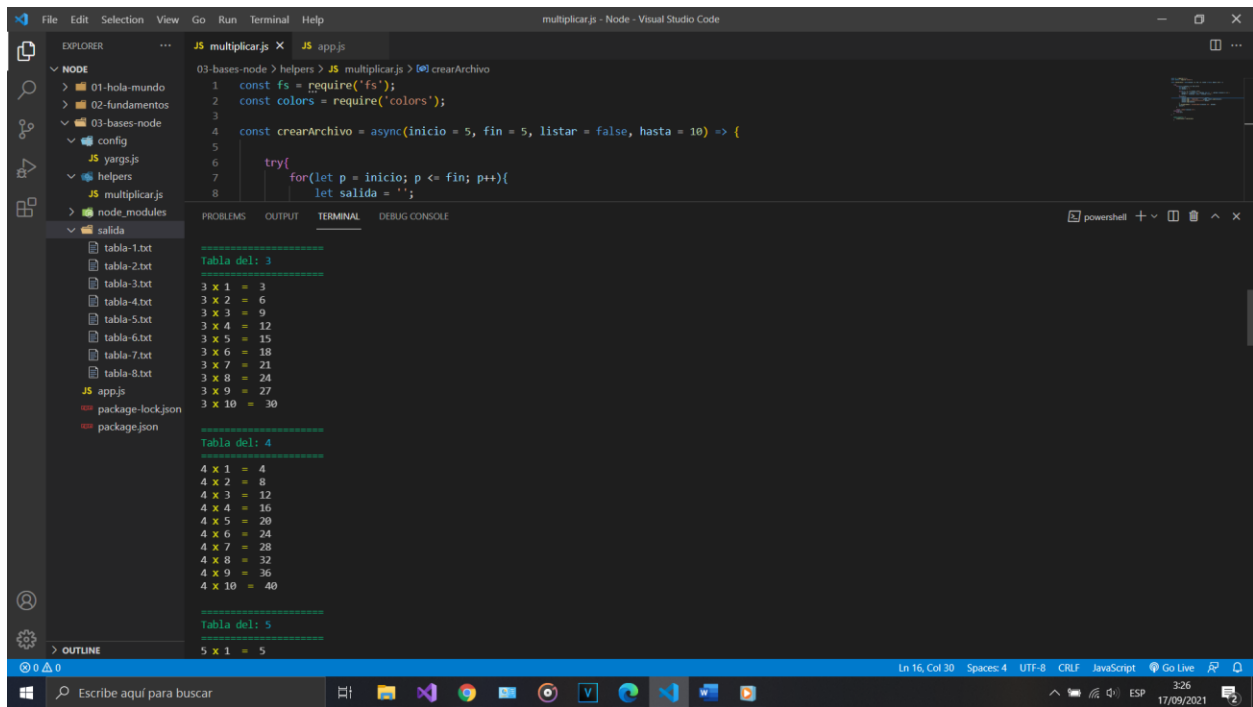 File Edit Selection View Go Run Terminal Help
multiplicar.js - Node - Visual Studio Code
EXPLORER
NODE
01-hola-mundo
02-fundamentos
03-bases-node
config
JS yargs.js
helpers
JS multiplicar.js
node_modules
salida
tabla-1.txt
tabla-2.txt
tabla-3.txt
tabla-4.txt
tabla-5.txt
tabla-6.txt
tabla-7.txt
tabla-8.txt
JS app.js
package-lock.json
package.json
OUTLINE
JS multiplicar.js JS app.js
03-bases-node > helpers > JS multiplicar.js > crearArchivo
1 const fs = require('fs');
2 const colors = require('colors');
3
4 const crearArchivo = async(inicio = 5, fin = 5, listar = false, hasta = 10) => {
5
6 try{
7 for(let p = inicio; p <= fin; p++){
8 let salida = '';
PROBLEMS OUTPUT TERMINAL DEBUG CONSOLE
powershell
=====================
Tabla del: 3
=====================
3 x 1 = 3
3 x 2 = 6
3 x 3 = 9
3 x 4 = 12
3 x 5 = 15
3 x 6 = 18
3 x 7 = 21
3 x 8 = 24
3 x 9 = 27
3 x 10 = 30
=====================
Tabla del: 4
=====================
4 x 1 = 4
4 x 2 = 8
4 x 3 = 12
4 x 4 = 16
4 x 5 = 20
4 x 6 = 24
4 x 7 = 28
4 x 8 = 32
4 x 9 = 36
4 x 10 = 40
=====================
Tabla del: 5
=====================
5 x 1 = 5
0 0
Ln 16, Col 30 Spaces: 4 UTF-8 CRLF JavaScript Go Live
Escribe aquí para buscar
ESP
3:26
17/09/2021
2